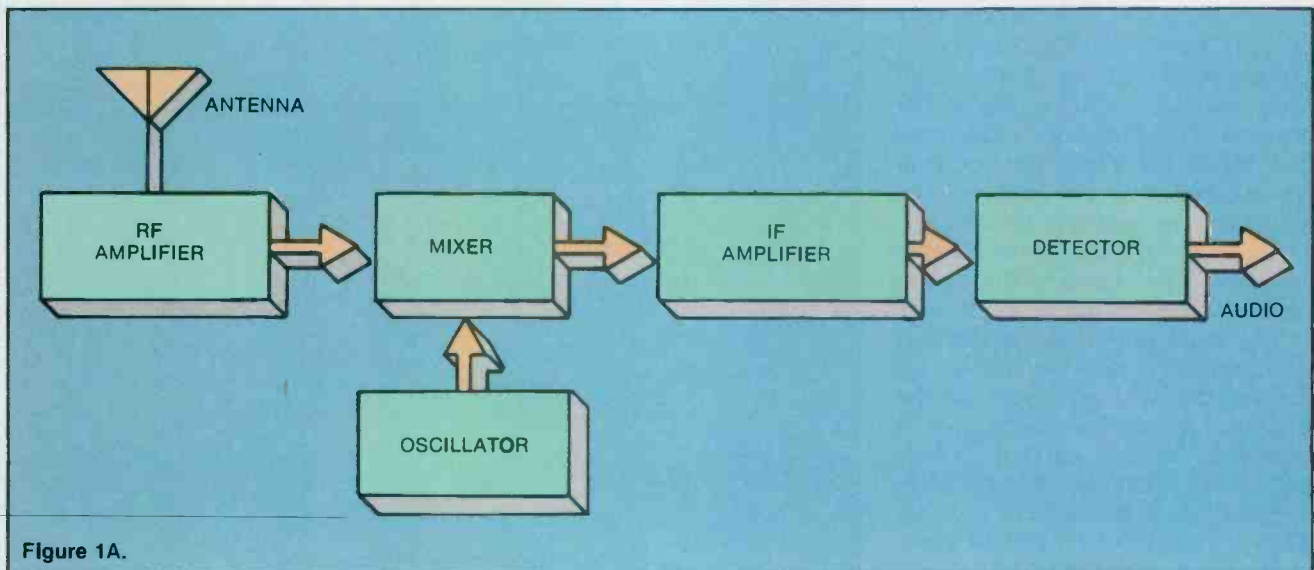 ANTENNA
RF
AMPLIFIER
MIXER
IF
AMPLIFIER
DETECTOR
AUDIO
OSCILLATOR
Figure 1A.